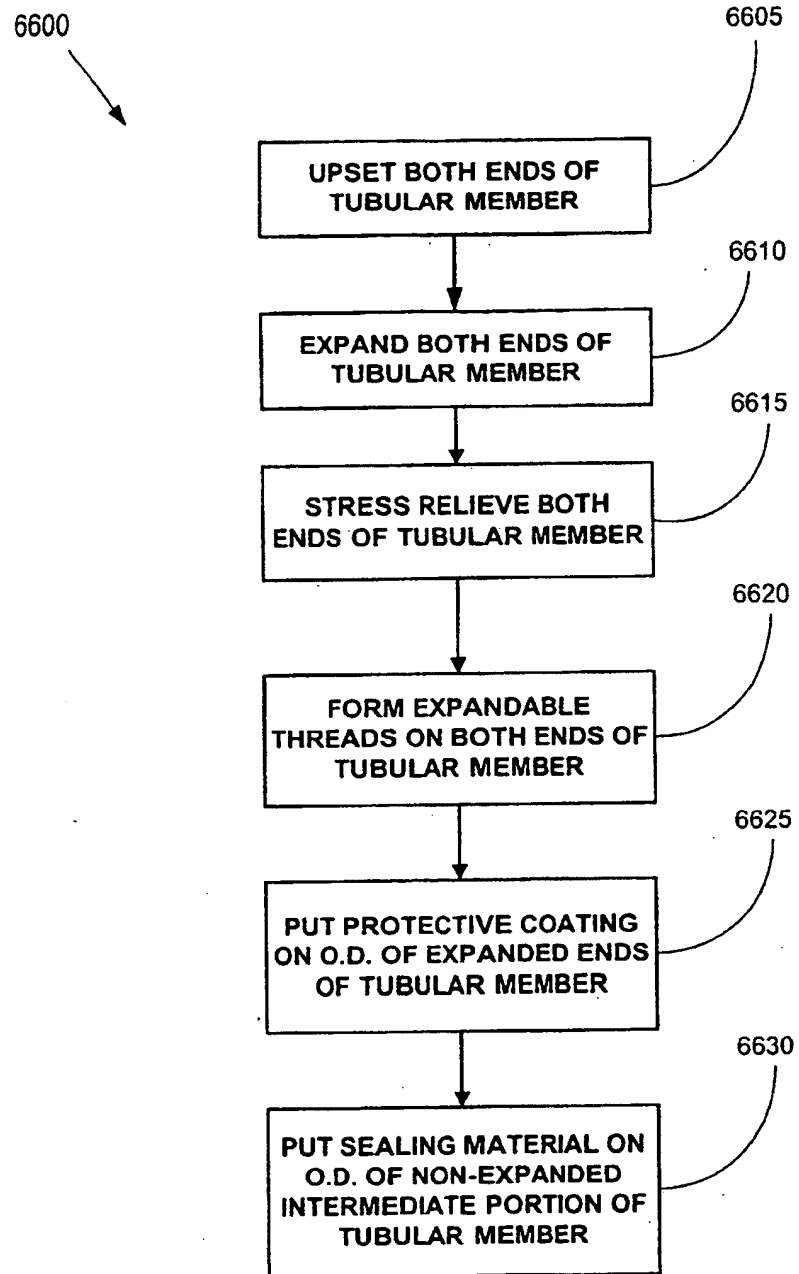 6600
6605
UPSET BOTH ENDS OF
TUBULAR MEMBER
6610
EXPAND BOTH ENDS OF
TUBULAR MEMBER
6615
STRESS RELIEVE BOTH
ENDS OF TUBULAR MEMBER
6620
FORM EXPANDABLE
THREADS ON BOTH ENDS OF
TUBULAR MEMBER
6625
PUT PROTECTIVE COATING
ON O.D. OF EXPANDED ENDS
OF TUBULAR MEMBER
6630
PUT SEALING MATERIAL ON
O.D. OF NON-EXPANDED
INTERMEDIATE PORTION OF
TUBULAR MEMBER